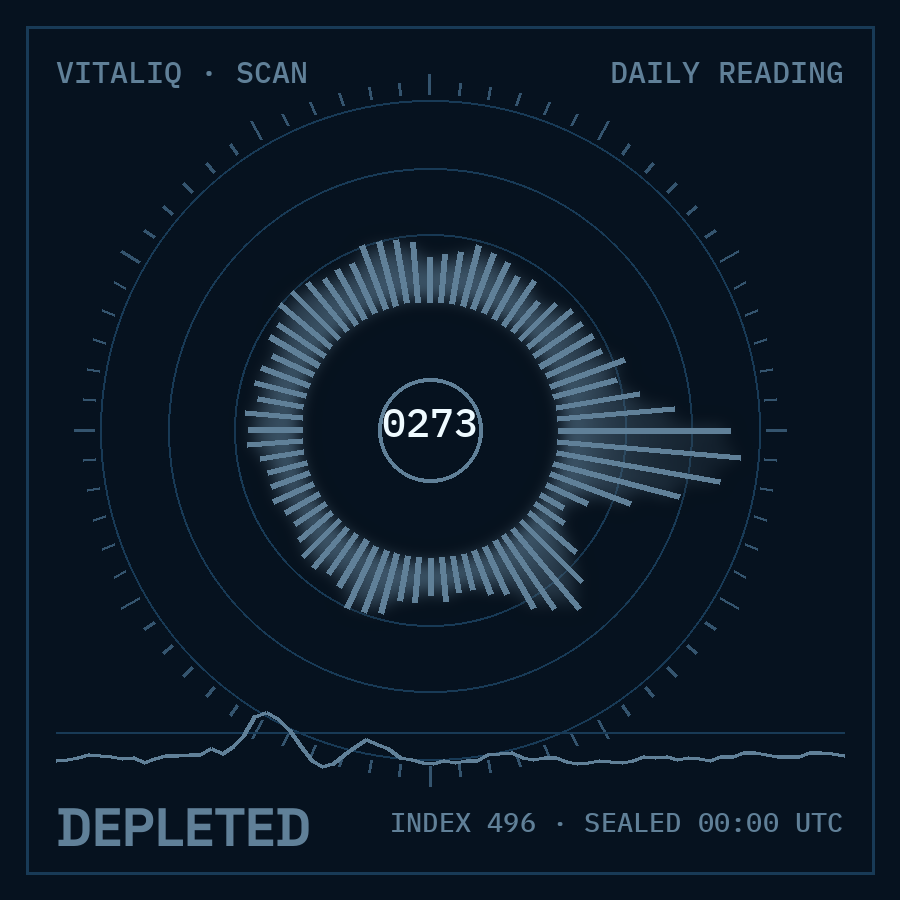 VITALIQ · SCAN
DAILY READING
0273
DEPLETED
INDEX 496 · SEALED 00:00 UTC